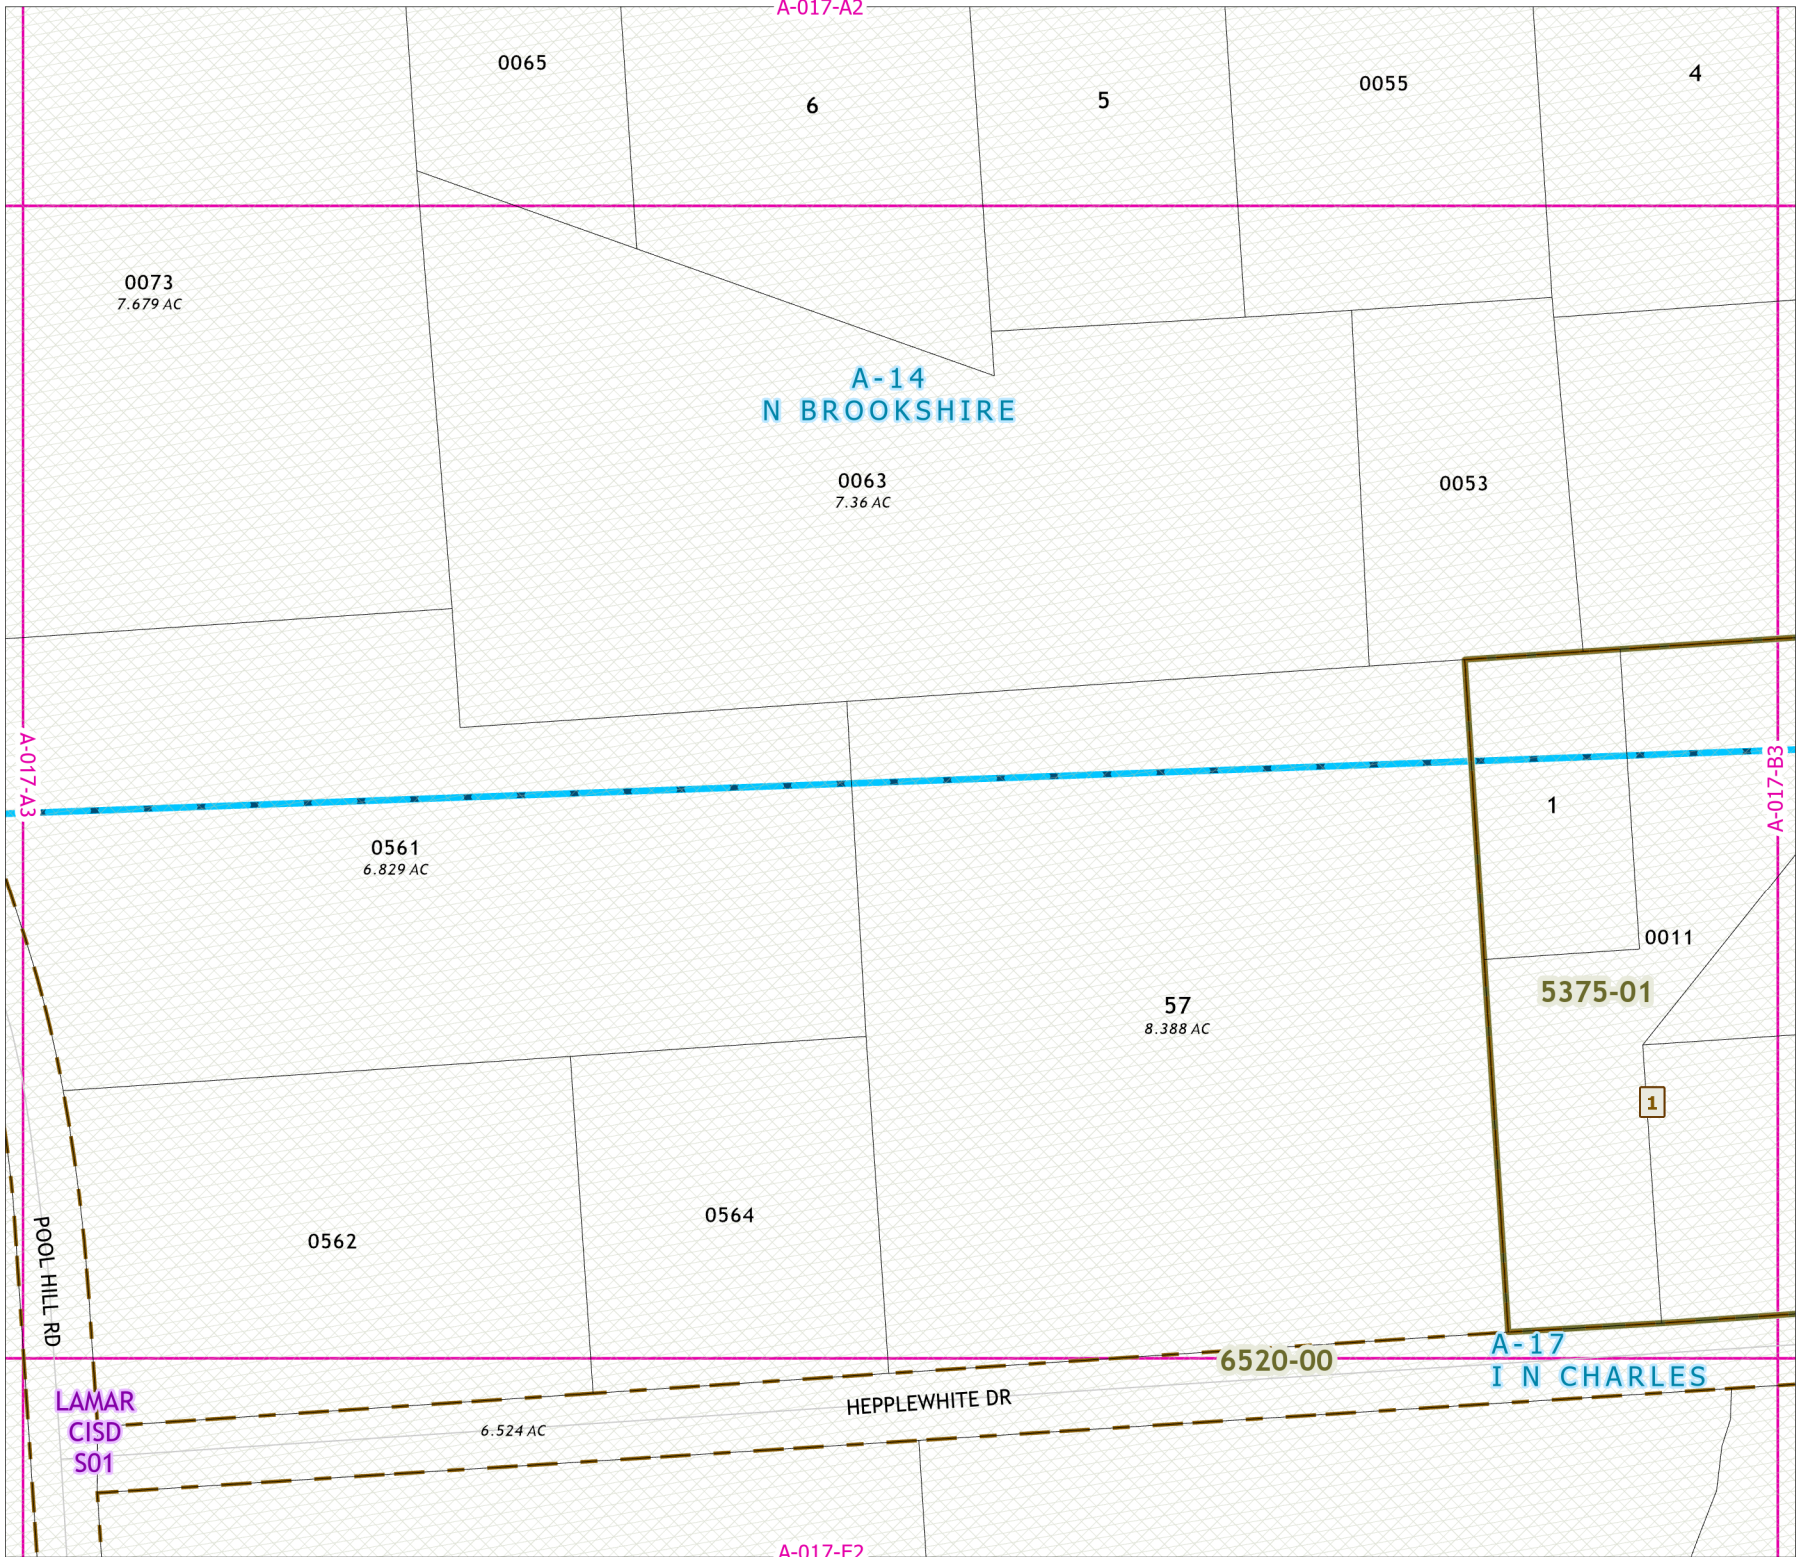 A-017-A2
0065
6
5
0055
4
0073
7.679 AC
A-14
N BROOKSHIRE
0063
7.36 AC
0053
A-017-A3
A-017-B3
1
0561
6.829 AC
0011
5375-01
57
8.388 AC
1
0564
0562
POOL HILL RD
A-17
I N CHARLES
6520-00
HEPPLEWHITE DR
LAMAR
CISD
S01
6.524 AC